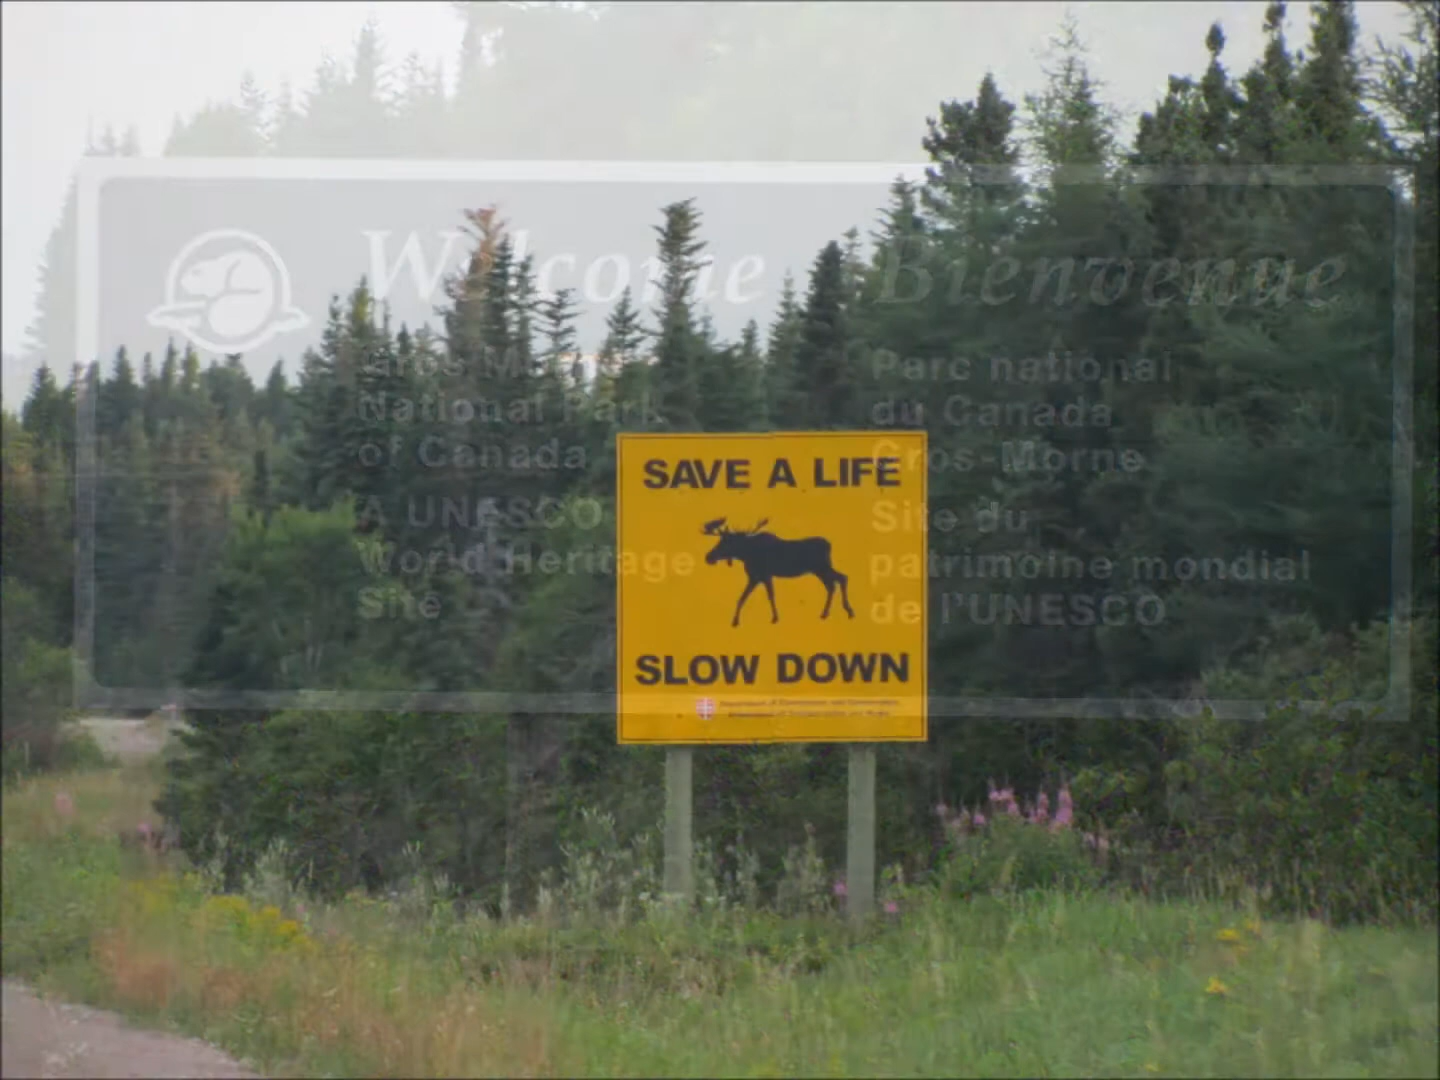 Welcome
Gros
National Park
of Canada
A UNESCO
World Heritage
Site
Bienvenue
Parc national
du Canada
Gros-Morne
Site du
patrimoine mondial
de l'UNESCO
SAVE A LIFE
SLOW DOWN